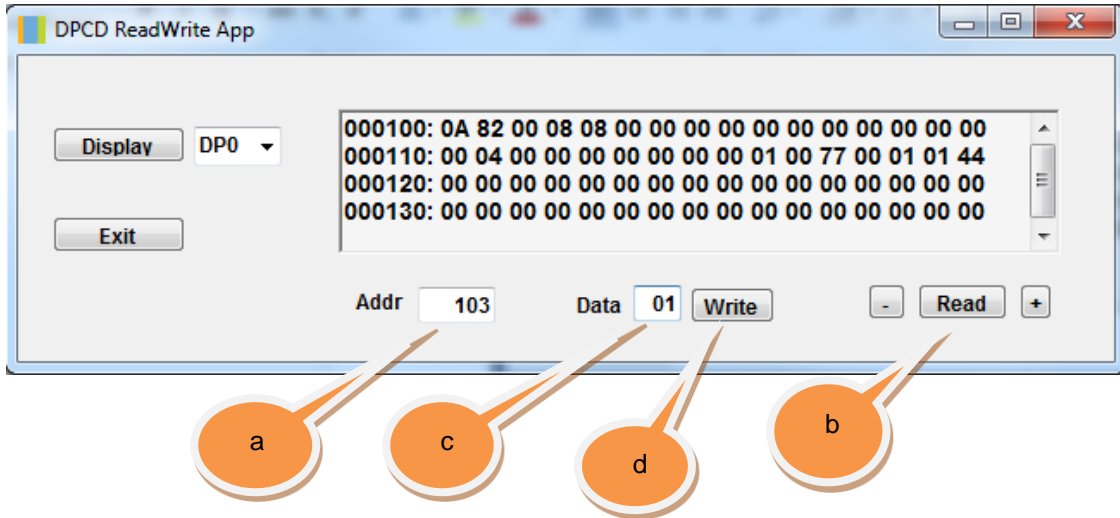 DPCD ReadWrite App
Display DP0
000100: 0A 82 00 08 08 00 00 00 00 00 00 00 00 00 00 00
000110: 00 04 00 00 00 00 00 00 00 01 00 77 00 01 01 44
000120: 00 00 00 00 00 00 00 00 00 00 00 00 00 00 00 00
000130: 00 00 00 00 00 00 00 00 00 00 00 00 00 00 00 00
Exit
Addr 103 Data 01 Write - Read +
a c d b